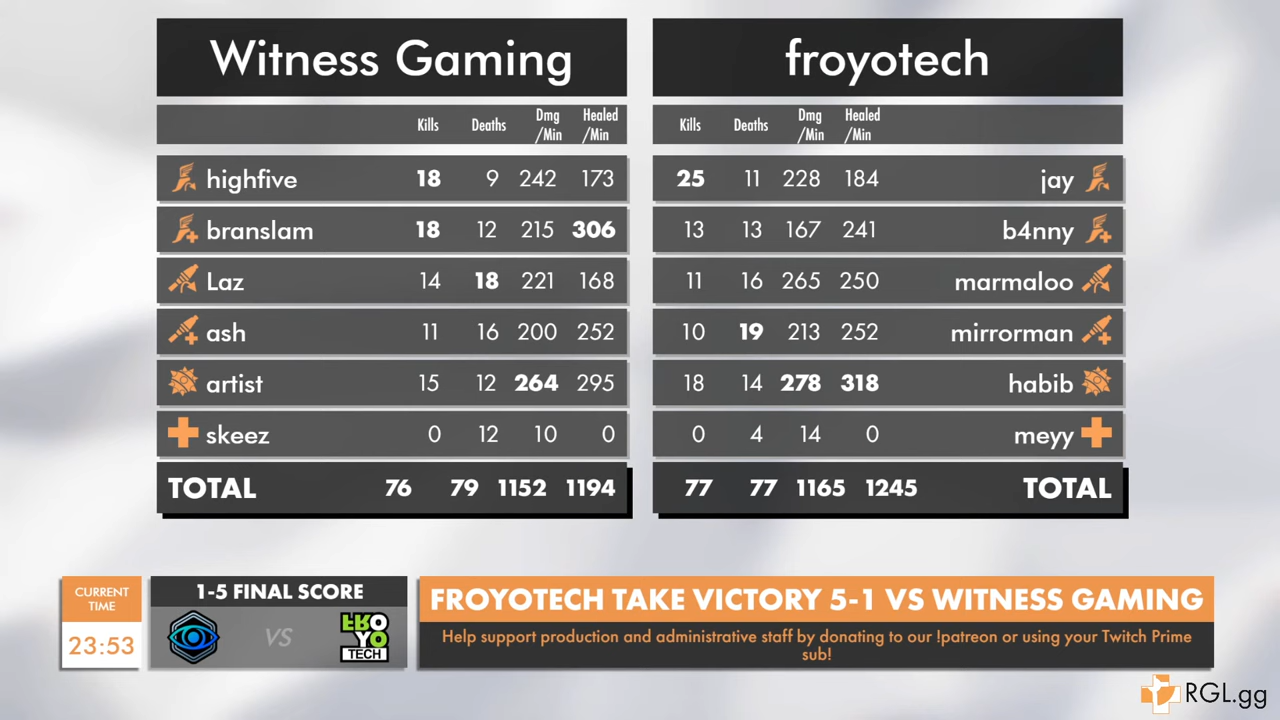 Witness Gaming
froyotech
Kills Deaths Dmg /Min Healed /Min
Kills Deaths Dmg /Min Healed /Min
highfive 18 9 242 173
25 11 228 184 jay
branslam 18 12 215 306
13 13 167 241 b4nny
Laz 14 18 221 168
11 16 265 250 marmaloo
ash 11 16 200 252
10 19 213 252 mirrorman
artist 15 12 264 295
18 14 278 318 habib
skeez 0 12 10 0
0 4 14 0 meyy
TOTAL 76 79 1152 1194
77 77 1165 1245 TOTAL
CURRENT
TIME
23:53
1-5 FINAL SCORE
VS
FROYO
TECH
FROYOTECH TAKE VICTORY 5-1 VS WITNESS GAMING
Help support production and administrative staff by donating to our !patreon or using your Twitch Prime
sub!
RGL.gg